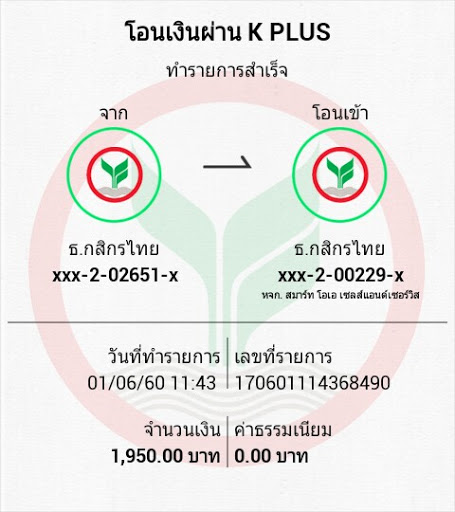 โอนเงินผ่าน K PLUS
ทำรายการสำเร็จ
จาก
โอนเข้า
ธ.กสิกรไทย
ธ.กสิกรไทย
xxx-2-02651-x
xxx-2-00229-x
หจก. สมาร์ท โอเอ เซลส์แอนด์เซอร์วิส
วันที่ทำรายการ
เลขที่รายการ
01/06/60 11:43
170601114368490
จำนวนเงิน
ค่าธรรมเนียม
1,950.00 บาท
0.00 บาท